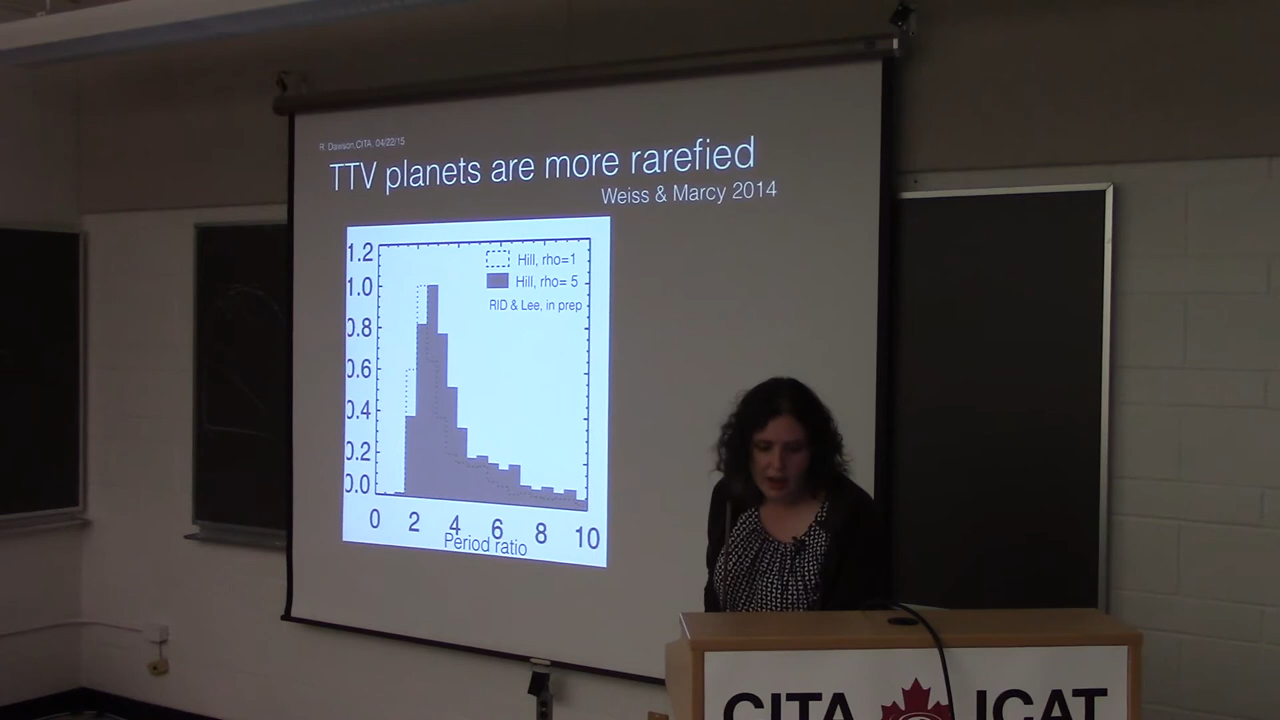 R. Dawson,CITA, 04/22/15
TTV planets are more rarefied
Weiss & Marcy 2014
1.2
1.0
0.8
0.6
0.4
0.2
0.0
Hill, rho=1
Hill, rho= 5
RID & Lee, in prep
0 2 4 6 8 10
Period ratio
CITA ICAT